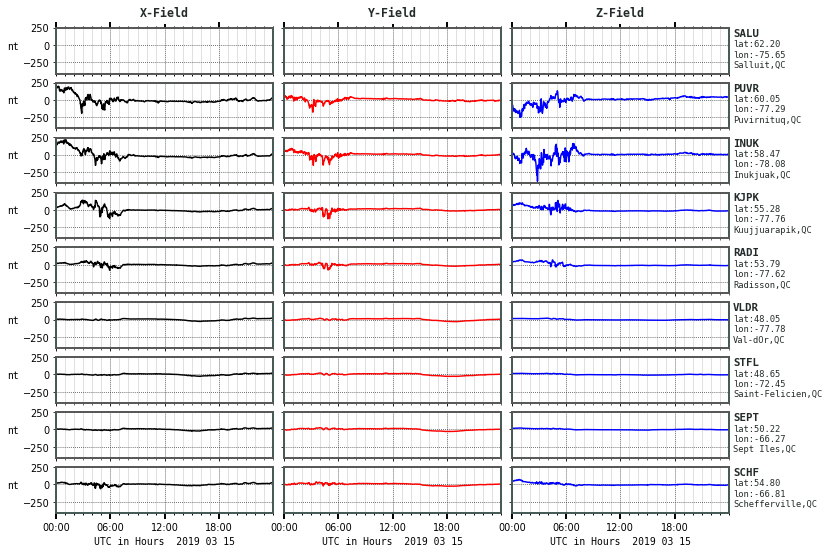 X-Field Y-Field Z-Field
250
nt 0
−250
SALU
lat:62.20
lon:-75.65
Salluit,QC
250
nt 0
−250
PUVR
lat:60.05
lon:-77.29
Puvirnituq,QC
250
nt 0
−250
INUK
lat:58.47
lon:-78.08
Inukjuak,QC
250
nt 0
−250
KJPK
lat:55.28
lon:-77.76
Kuujjuarapik,QC
250
nt 0
−250
RADI
lat:53.79
lon:-77.62
Radisson,QC
250
nt 0
−250
VLDR
lat:48.05
lon:-77.78
Val-dOr,QC
250
nt 0
−250
STFL
lat:48.65
lon:-72.45
Saint-Felicien,QC
250
nt 0
−250
SEPT
lat:50.22
lon:-66.27
Sept Iles,QC
250
nt 0
−250
SCHF
lat:54.80
lon:-66.81
Schefferville,QC
00:00 06:00 12:00 18:00 00:00 06:00 12:00 18:00 00:00 06:00 12:00 18:00
UTC in Hours 2019 03 15 UTC in Hours 2019 03 15 UTC in Hours 2019 03 15